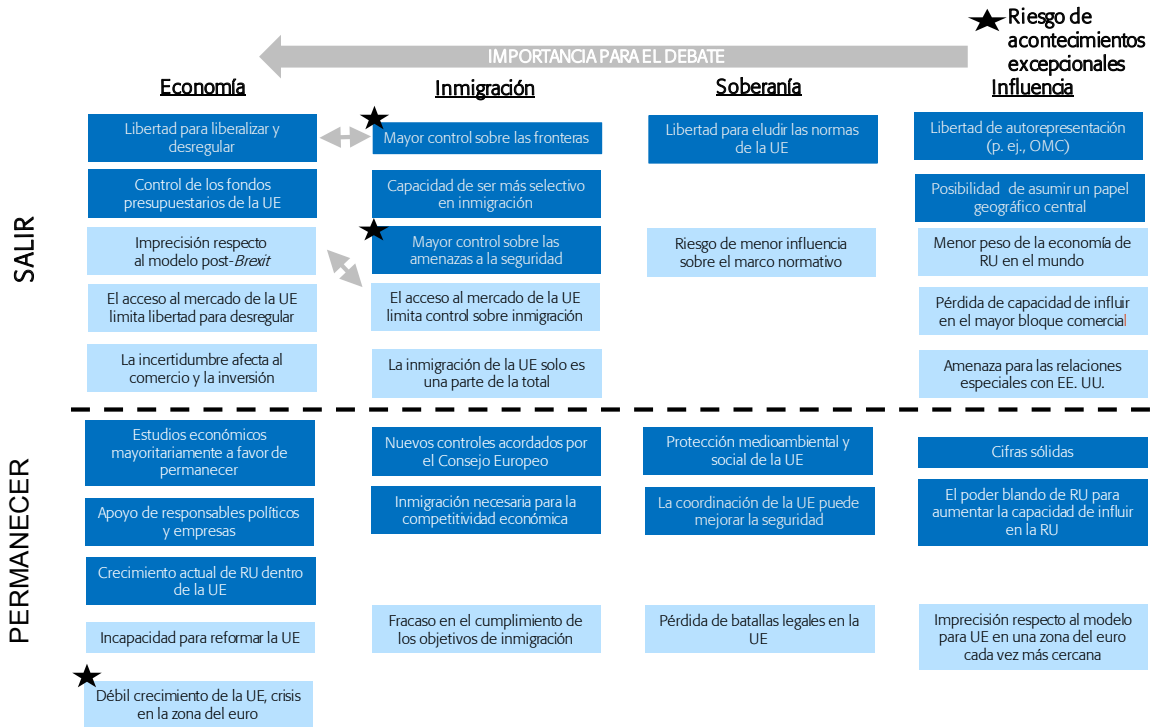 Riesgo de
acontecimientos
excepcionales
IMPORTANCIA PARA EL DEBATE
Economía
Inmigración
Soberanía
Influencia
SALIR
Libertad para liberalizar y
desregular
Control de los fondos
presupuestarios de la UE
Imprecisión respecto
al modelo post-Brexit
El acceso al mercado de la UE
limita libertad para desregular
La incertidumbre afecta al
comercio y la inversión
Mayor control sobre las fronteras
Capacidad de ser más selectivo
en inmigración
Mayor control sobre las
amenazas a la seguridad
El acceso al mercado de la UE
limita control sobre inmigración
La inmigración de la UE solo es
una parte de la total
Libertad para eludir las normas
de la UE
Riesgo de menor influencia
sobre el marco normativo
Libertad de autorepresentación
(p. ej., OMC)
Posibilidad de asumir un papel
geográfico central
Menor peso de la economía de
RU en el mundo
Pérdida de capacidad de influir
en el mayor bloque comercial
Amenaza para las relaciones
especiales con EE. UU.
PERMANECER
Estudios económicos
mayoritariamente a favor de
permanecer
Apoyo de responsables políticos
y empresas
Crecimiento actual de RU dentro
de la UE
Incapacidad para reformar la UE
Débil crecimiento de la UE, crisis
en la zona del euro
Nuevos controles acordados por
el Consejo Europeo
Inmigración necesaria para la
competitividad económica
Fracaso en el cumplimiento de
los objetivos de inmigración
Protección medioambiental y
social de la UE
La coordinación de la UE puede
mejorar la seguridad
Pérdida de batallas legales en la
UE
Cifras sólidas
El poder blando de RU para
aumentar la capacidad de influir
en la RU
Imprecisión respecto al modelo
para UE en una zona del euro
cada vez más cercana